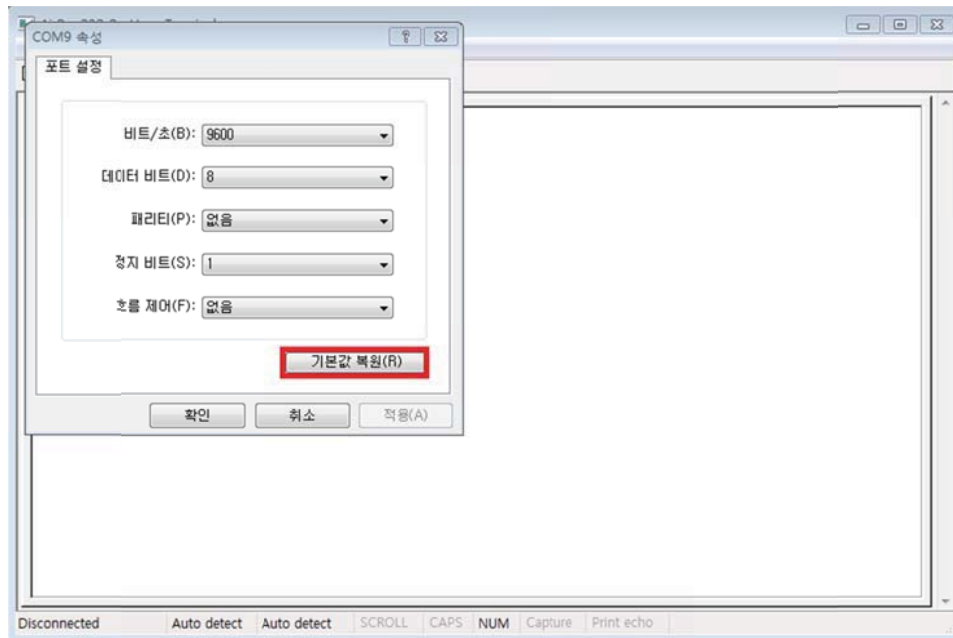 COM9 속성
포트 설정
비트/초(B): 9600
데이터 비트(D): 8
패리티(P): 없음
정지 비트(S): 1
흐름 제어(F): 없음
기본값 복원(R)
확인 취소 적용(A)
Disconnected Auto detect Auto detect SCROLL CAPS NUM Capture Print echo